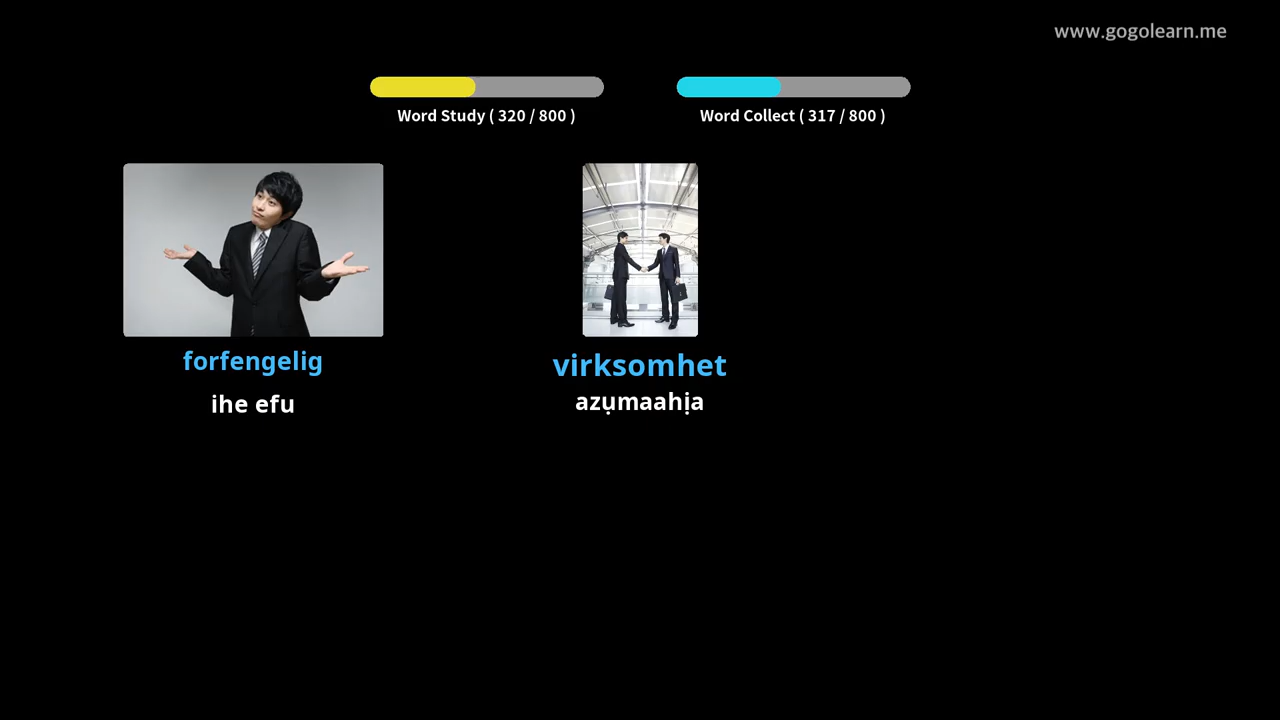 www.gogolearn.me
Word Study ( 320 / 800 )
Word Collect ( 317 / 800 )
forfengelig
ihe efu
virksomhet
azụmaahịa